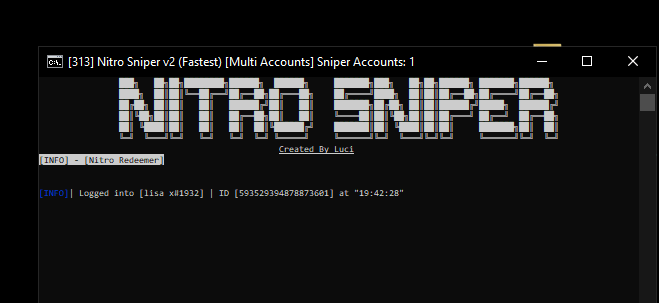 [313] Nitro Sniper v2 (Fastest) [Multi Accounts] Sniper Accounts: 1
NITRO SNIPER
Created By Luci
[INFO] - [Nitro Redeemer]
[INFO]| Logged into [lisa x#1932] | ID [593529394878873601] at "19:42:28"